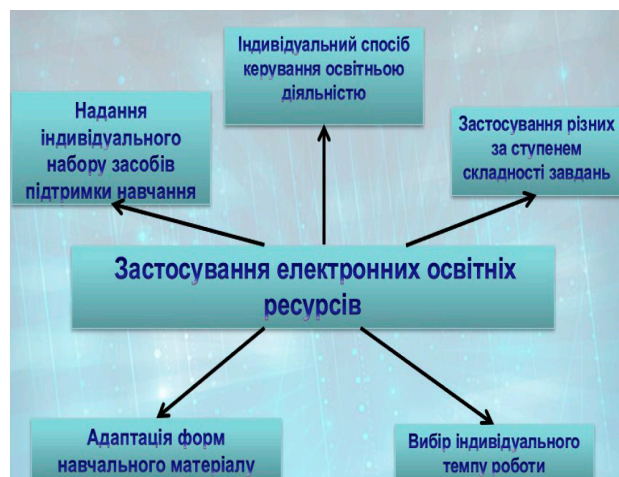 Індивідуальний спосіб
керування освітньою
діяльністю
Надання
індивідуального
набору засобів
підтримки навчання
Застосування різних
за ступенем
складності завдань
Застосування електронних освітніх
ресурсів
Адаптація форм
навчального матеріалу
Вибір індивідуального
темпу роботи